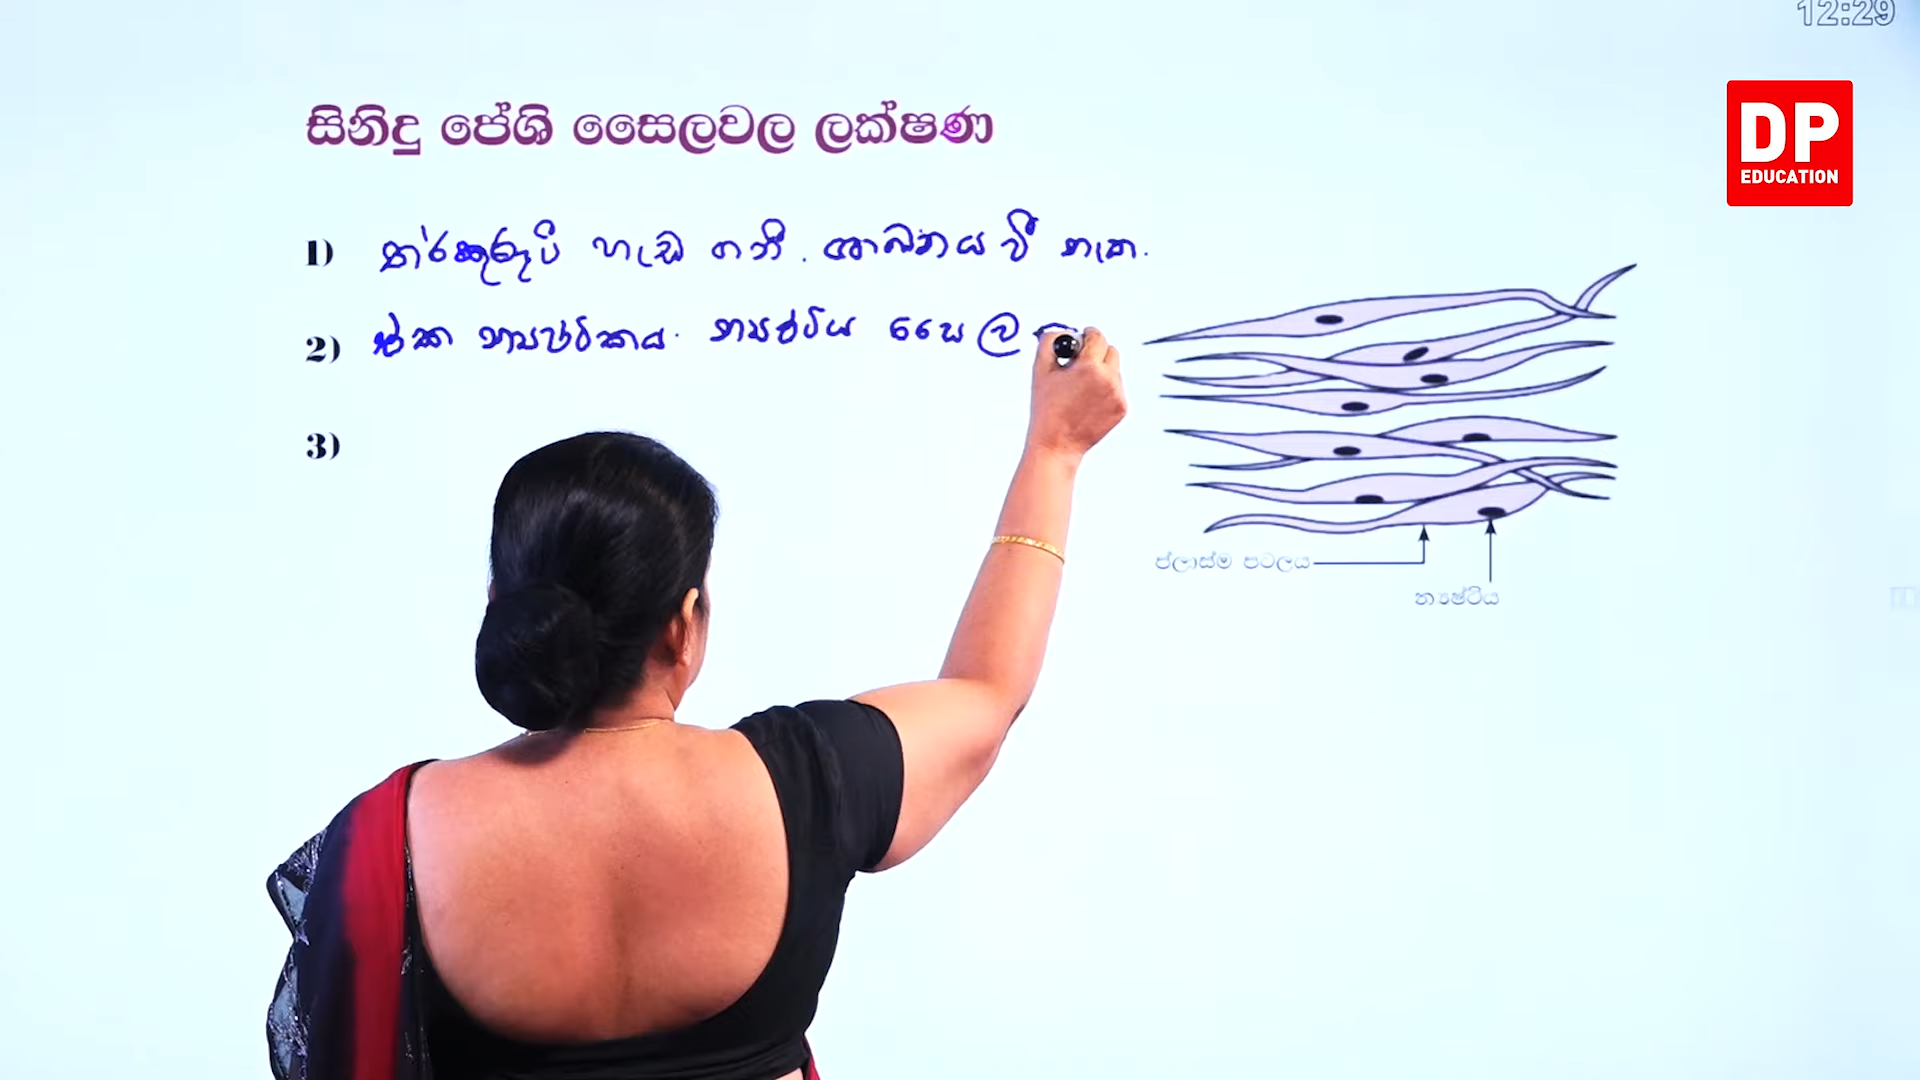 12:29
DP
EDUCATION
සිනිදු පේශි සෛලවල ලක්ෂණ
1) තර්කුරූපී හැඩ ගනී. ශාඛනය වී නැත.
2) ඒක න්‍යෂ්ටිකය. න්‍යෂ්ටිය සෛල
3)
ප්ලාස්ම පටලය
න්‍යෂ්ටිය